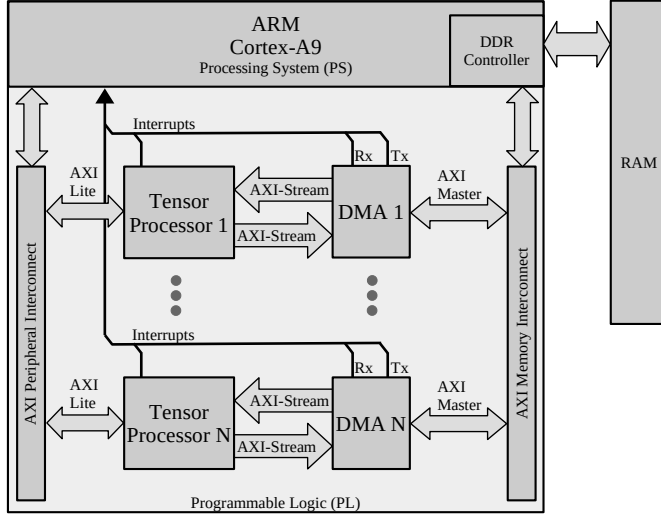 ARM
Cortex-A9
Processing System (PS)
DDR
Controller
RAM
Interrupts
Rx Tx
AXI
Lite
Tensor
Processor 1
AXI-Stream
AXI-Stream
DMA 1
AXI
Master
AXI Peripheral Interconnect
AXI Memory Interconnect
Interrupts
Rx Tx
AXI
Lite
Tensor
Processor N
AXI-Stream
AXI-Stream
DMA N
AXI
Master
Programmable Logic (PL)